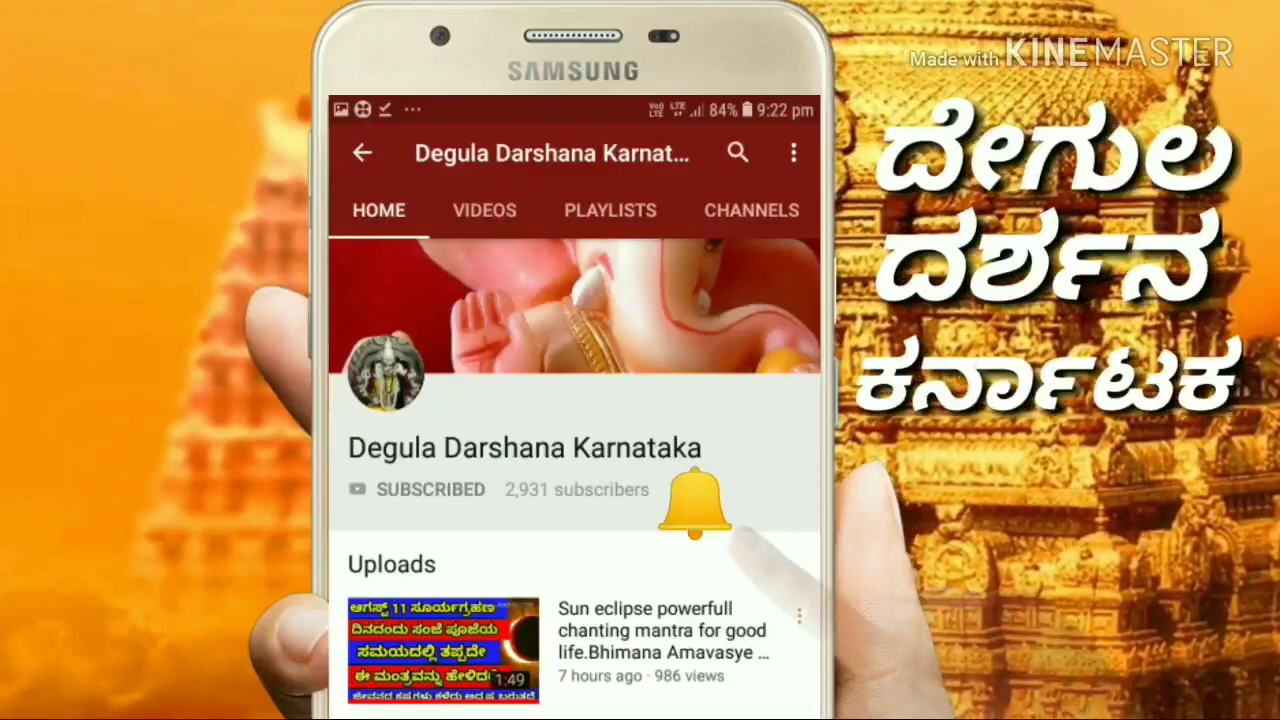 Made with KINEMASTER
SAMSUNG
84% 9:22 pm
Degula Darshana Karnat...
HOME VIDEOS PLAYLISTS CHANNELS
Degula Darshana Karnataka
SUBSCRIBED 2,931 subscribers
Uploads
ಆಗಸ್ಟ್ 11 ಸೂರ್ಯಗ್ರಹಣ
ದಿನದಂದು ಸಂಜೆ ಪೂಜೆಯ
ಸಮಯದಲ್ಲಿ ತಪ್ಪದೇ
ಈ ಮಂತ್ರವನ್ನು
1:49
Sun eclipse powerfull
chanting mantra for good
life.Bhimana Amavasye ...
7 hours ago · 986 views
ದೇಗುಲ
ದರ್ಶನ
ಕರ್ನಾಟಕ